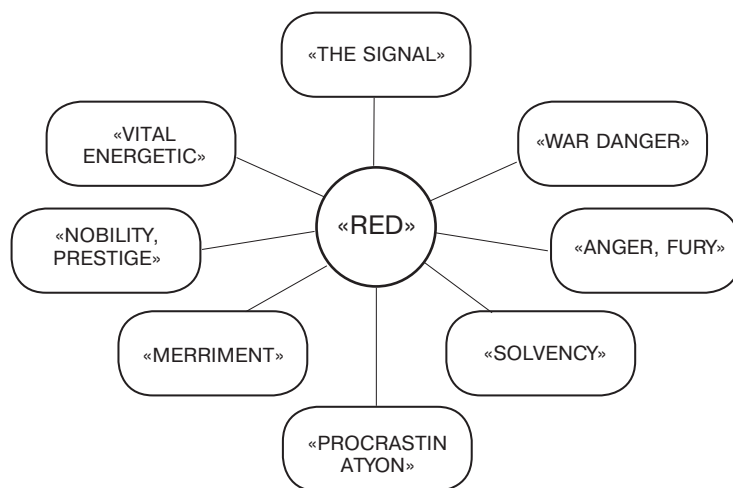 «THE SIGNAL»
«VITAL
ENERGETIC»
«WAR DANGER»
«RED»
«NOBILITY,
PRESTIGE»
«ANGER, FURY»
«MERRIMENT»
«SOLVENCY»
«PROCRASTIN
ATYON»